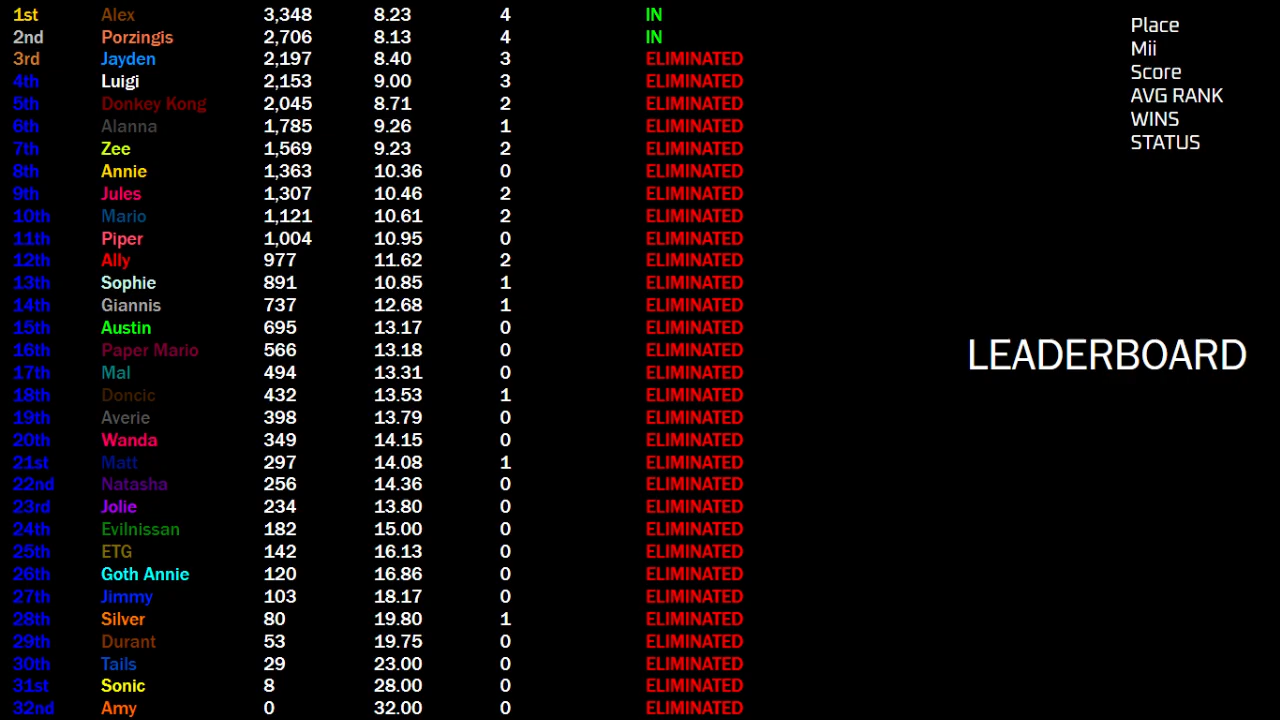 1st Alex 3,348 8.23 4 IN
2nd Porzingis 2,706 8.13 4 IN
3rd Jayden 2,197 8.40 3 ELIMINATED
4th Luigi 2,153 9.00 3 ELIMINATED
5th Donkey Kong 2,045 8.71 2 ELIMINATED
6th Alanna 1,785 9.26 1 ELIMINATED
7th Zee 1,569 9.23 2 ELIMINATED
8th Annie 1,363 10.36 0 ELIMINATED
9th Jules 1,307 10.46 2 ELIMINATED
10th Mario 1,121 10.61 2 ELIMINATED
11th Piper 1,004 10.95 0 ELIMINATED
12th Ally 977 11.62 2 ELIMINATED
13th Sophie 891 10.85 1 ELIMINATED
14th Giannis 737 12.68 1 ELIMINATED
15th Austin 695 13.17 0 ELIMINATED
16th Paper Mario 566 13.18 0 ELIMINATED
17th Mal 494 13.31 0 ELIMINATED
18th Doncic 432 13.53 1 ELIMINATED
19th Averie 398 13.79 0 ELIMINATED
20th Wanda 349 14.15 0 ELIMINATED
21st Matt 297 14.08 1 ELIMINATED
22nd Natasha 256 14.36 0 ELIMINATED
23rd Jolie 234 13.80 0 ELIMINATED
24th Evilnissan 182 15.00 0 ELIMINATED
25th ETG 142 16.13 0 ELIMINATED
26th Goth Annie 120 16.86 0 ELIMINATED
27th Jimmy 103 18.17 0 ELIMINATED
28th Silver 80 19.80 1 ELIMINATED
29th Durant 53 19.75 0 ELIMINATED
30th Tails 29 23.00 0 ELIMINATED
31st Sonic 8 28.00 0 ELIMINATED
32nd Amy 0 32.00 0 ELIMINATED
Place
Mii
Score
AVG RANK
WINS
STATUS
LEADERBOARD